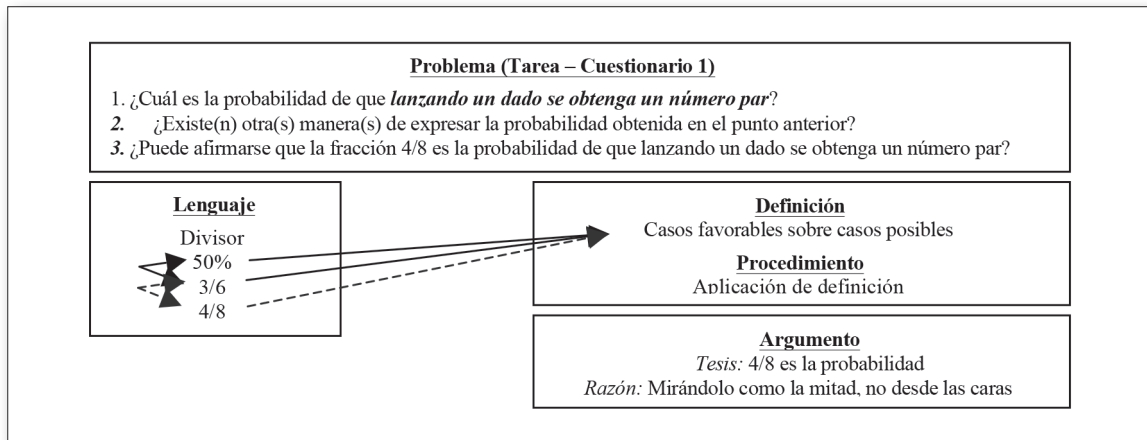 Problema (Tarea – Cuestionario 1)
1. ¿Cuál es la probabilidad de que lanzando un dado se obtenga un número par?
2. ¿Existe(n) otra(s) manera(s) de expresar la probabilidad obtenida en el punto anterior?
3. ¿Puede afirmarse que la fracción 4/8 es la probabilidad de que lanzando un dado se obtenga un número par?
Lenguaje
Divisor
50%
3/6
4/8
Definición
Casos favorables sobre casos posibles
Procedimiento
Aplicación de definición
Argumento
Tesis: 4/8 es la probabilidad
Razón: Mirándolo como la mitad, no desde las caras